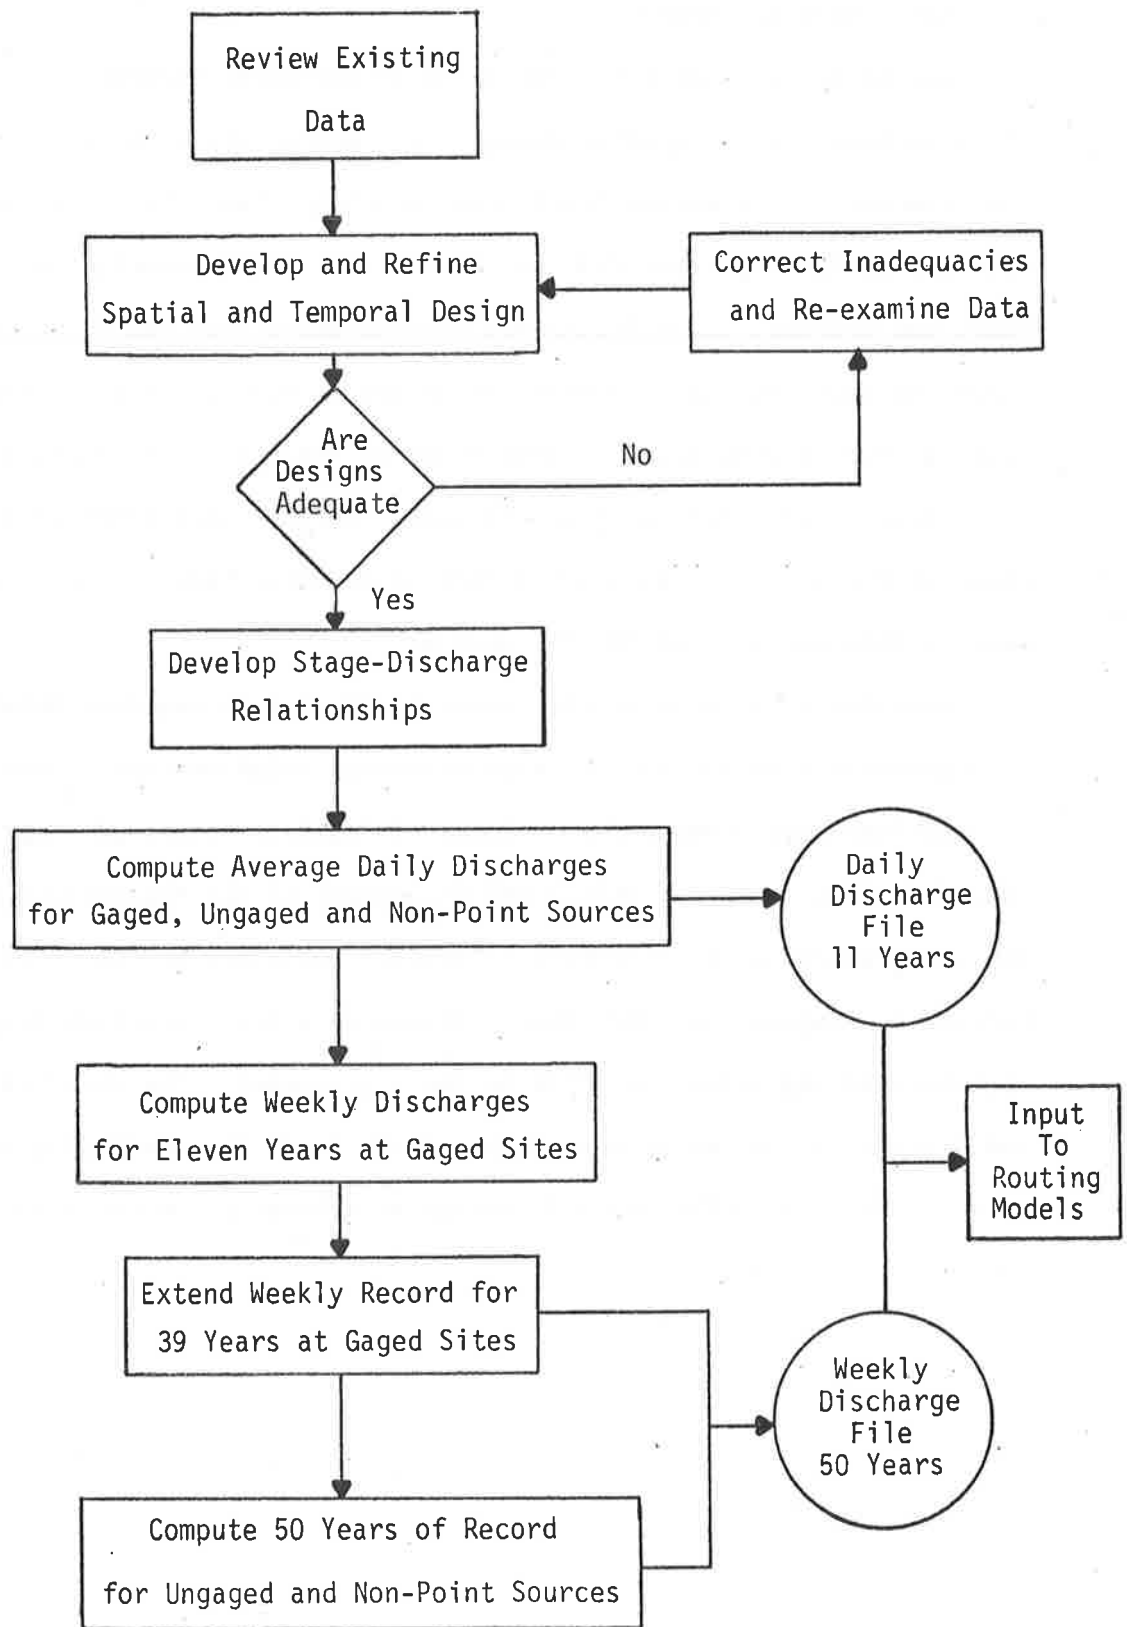 Review Existing
Data
Develop and Refine
Spatial and Temporal Design
Correct Inadequacies
and Re-examine Data
Are
Designs
Adequate
No
Yes
Develop Stage-Discharge
Relationships
Compute Average Daily Discharges
for Gaged, Ungaged and Non-Point Sources
Daily
Discharge
File
11 Years
Compute Weekly Discharges
for Eleven Years at Gaged Sites
Input
To
Routing
Models
Extend Weekly Record for
39 Years at Gaged Sites
Weekly
Discharge
File
50 Years
Compute 50 Years of Record
for Ungaged and Non-Point Sources